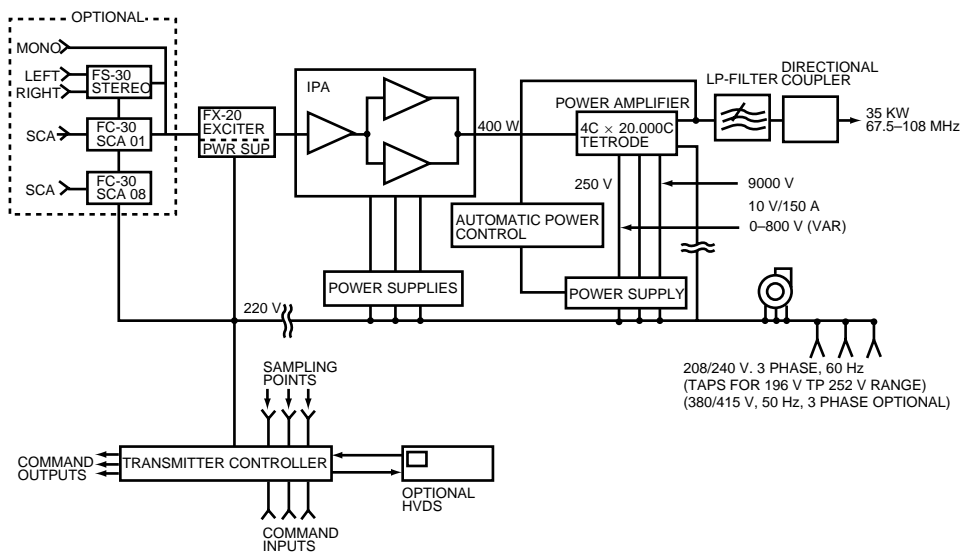 OPTIONAL
MONO
LEFT
RIGHT
FS-30
STEREO
SCA
FC-30
SCA 01
SCA
FC-30
SCA 08
FX-20
EXCITER
PWR SUP
IPA
400 W
POWER AMPLIFIER
4C × 20.000C
TETRODE
LP-FILTER
DIRECTIONAL
COUPLER
35 KW
67.5–108 MHz
250 V
9000 V
10 V/150 A
0–800 V (VAR)
AUTOMATIC POWER
CONTROL
POWER SUPPLIES
POWER SUPPLY
220 V
208/240 V. 3 PHASE, 60 Hz
(TAPS FOR 196 V TP 252 V RANGE)
(380/415 V, 50 Hz, 3 PHASE OPTIONAL)
SAMPLING
POINTS
COMMAND
OUTPUTS
TRANSMITTER CONTROLLER
OPTIONAL
HVDS
COMMAND
INPUTS